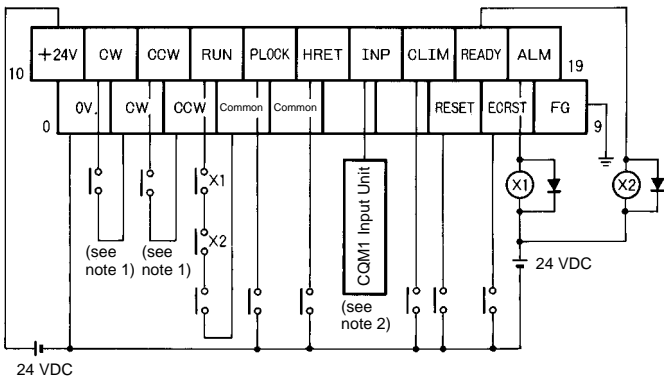 +24V CW CCW RUN PLOCK HRET INP CLIM READY ALM
10 19
0V. CW CCW Common Common RESET ECRST FG
0 9
X1 X1 X2
X2
CQM1 Input Unit
(see note 1)
(see note 1)
(see note 2)
24 VDC
24 VDC